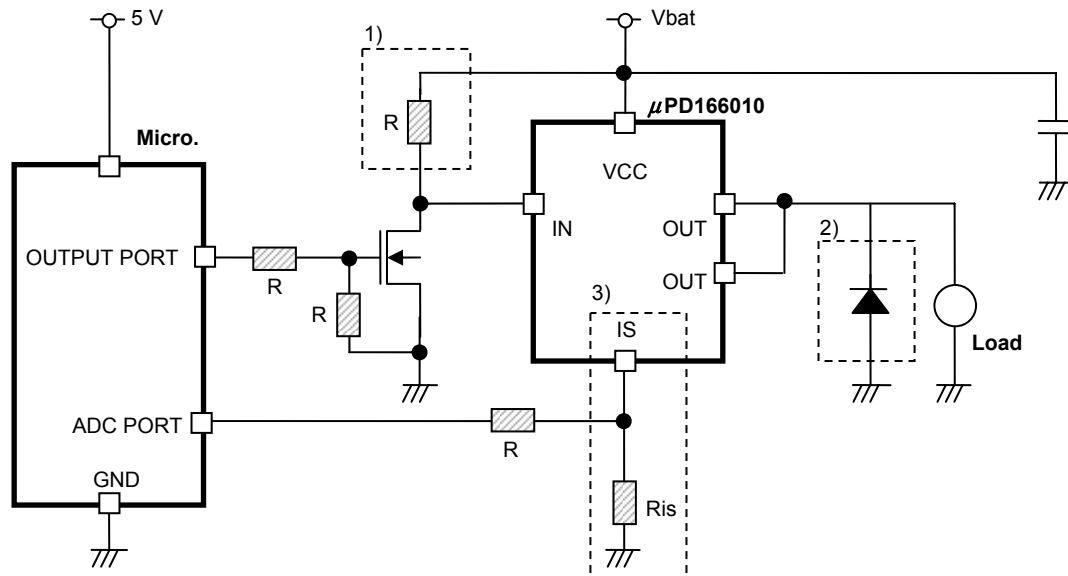 5 V
Vbat
1)
μPD166010
R
Micro.
VCC
IN
OUT
OUTPUT PORT
2)
R
OUT
R
3)
IS
Load
ADC PORT
R
GND
Ris